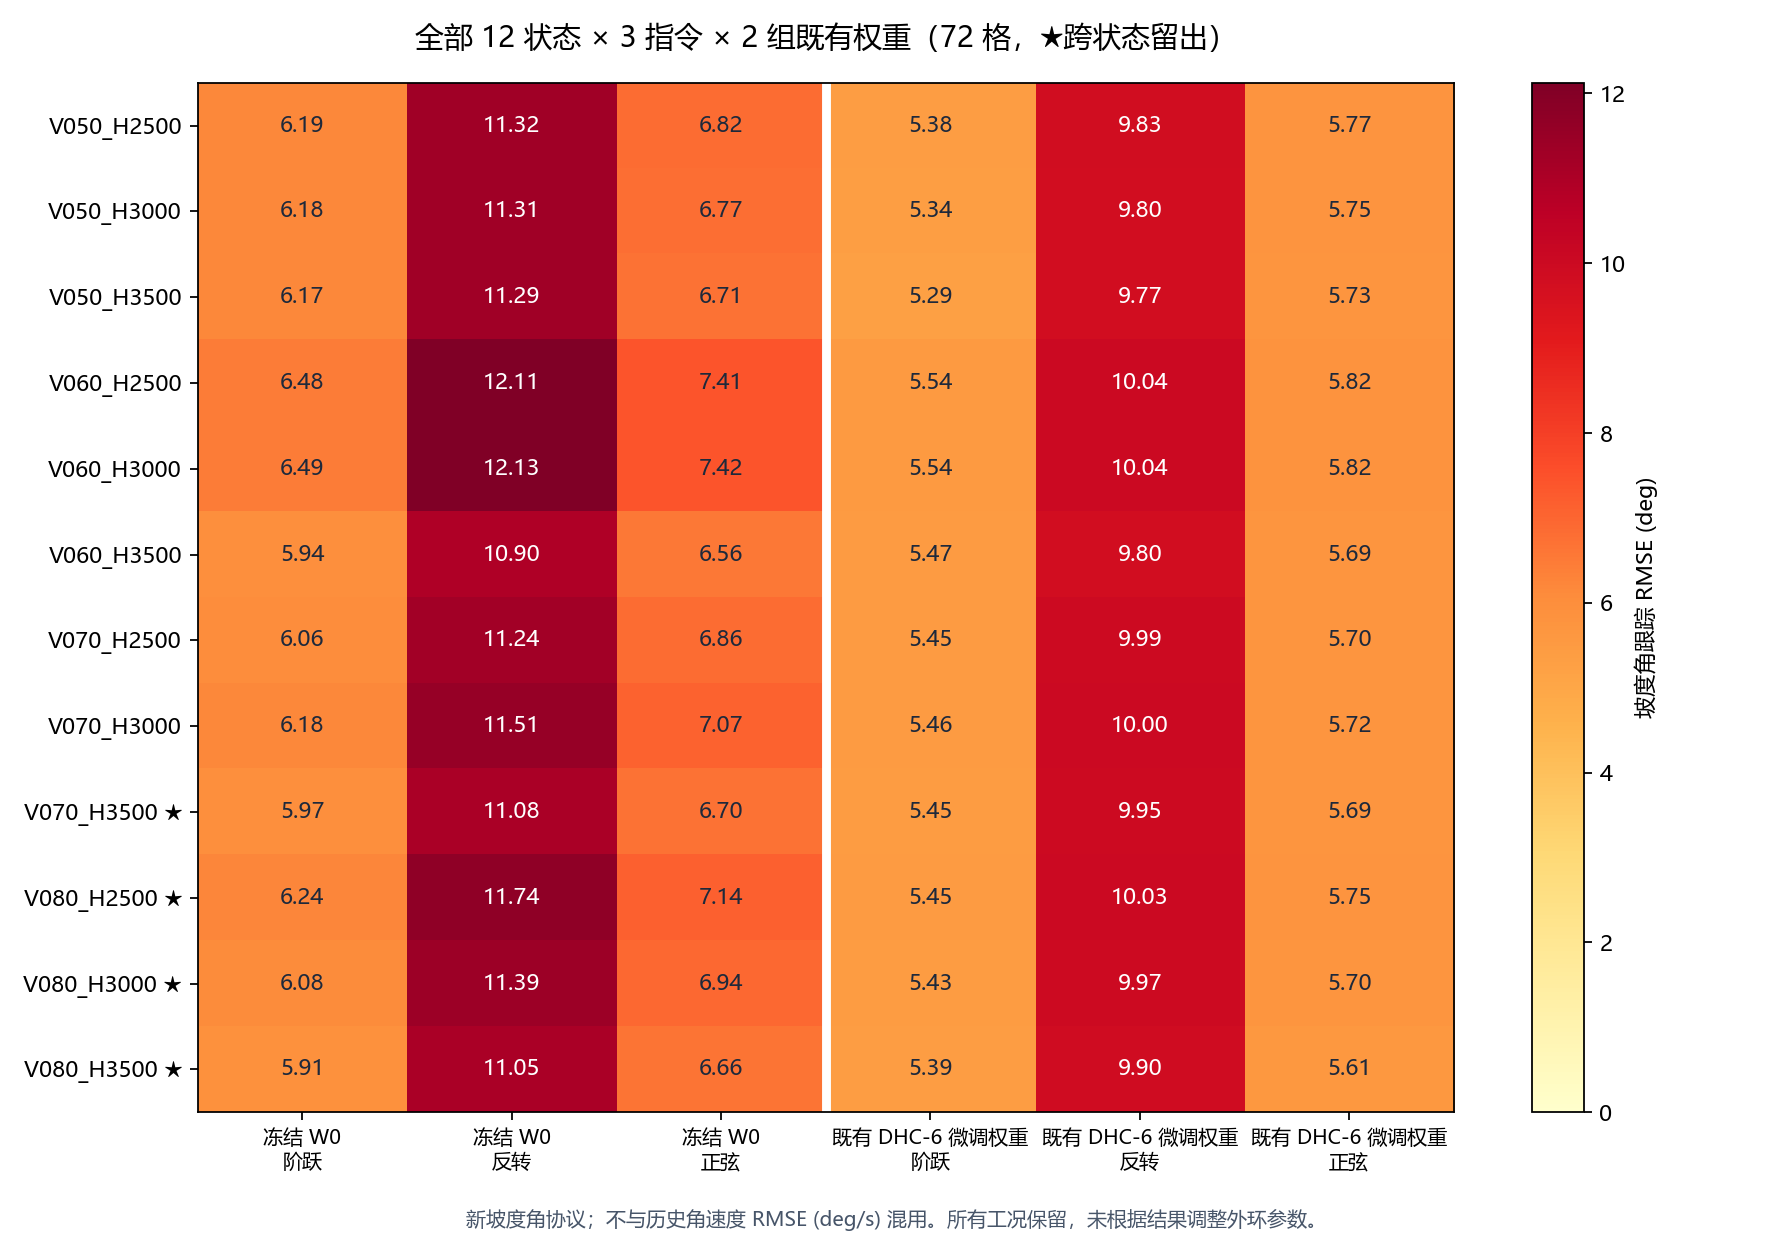 全部 12 状态 × 3 指令 × 2 组既有权重（72 格，★跨状态留出）
V050_H2500 6.19 11.32 6.82 5.38 9.83 5.77
V050_H3000 6.18 11.31 6.77 5.34 9.80 5.75
V050_H3500 6.17 11.29 6.71 5.29 9.77 5.73
V060_H2500 6.48 12.11 7.41 5.54 10.04 5.82
V060_H3000 6.49 12.13 7.42 5.54 10.04 5.82
V060_H3500 5.94 10.90 6.56 5.47 9.80 5.69
V070_H2500 6.06 11.24 6.86 5.45 9.99 5.70
V070_H3000 6.18 11.51 7.07 5.46 10.00 5.72
V070_H3500 ★ 5.97 11.08 6.70 5.45 9.95 5.69
V080_H2500 ★ 6.24 11.74 7.14 5.45 10.03 5.75
V080_H3000 ★ 6.08 11.39 6.94 5.43 9.97 5.70
V080_H3500 ★ 5.91 11.05 6.66 5.39 9.90 5.61
冻结 W0 冻结 W0 冻结 W0 既有 DHC-6 微调权重 既有 DHC-6 微调权重 既有 DHC-6 微调权重
阶跃 反转 正弦 阶跃 反转 正弦
12
10
8
6
4
2
0
坡度角跟踪 RMSE (deg)
新坡度角协议；不与历史角速度 RMSE (deg/s) 混用。所有工况保留，未根据结果调整外环参数。